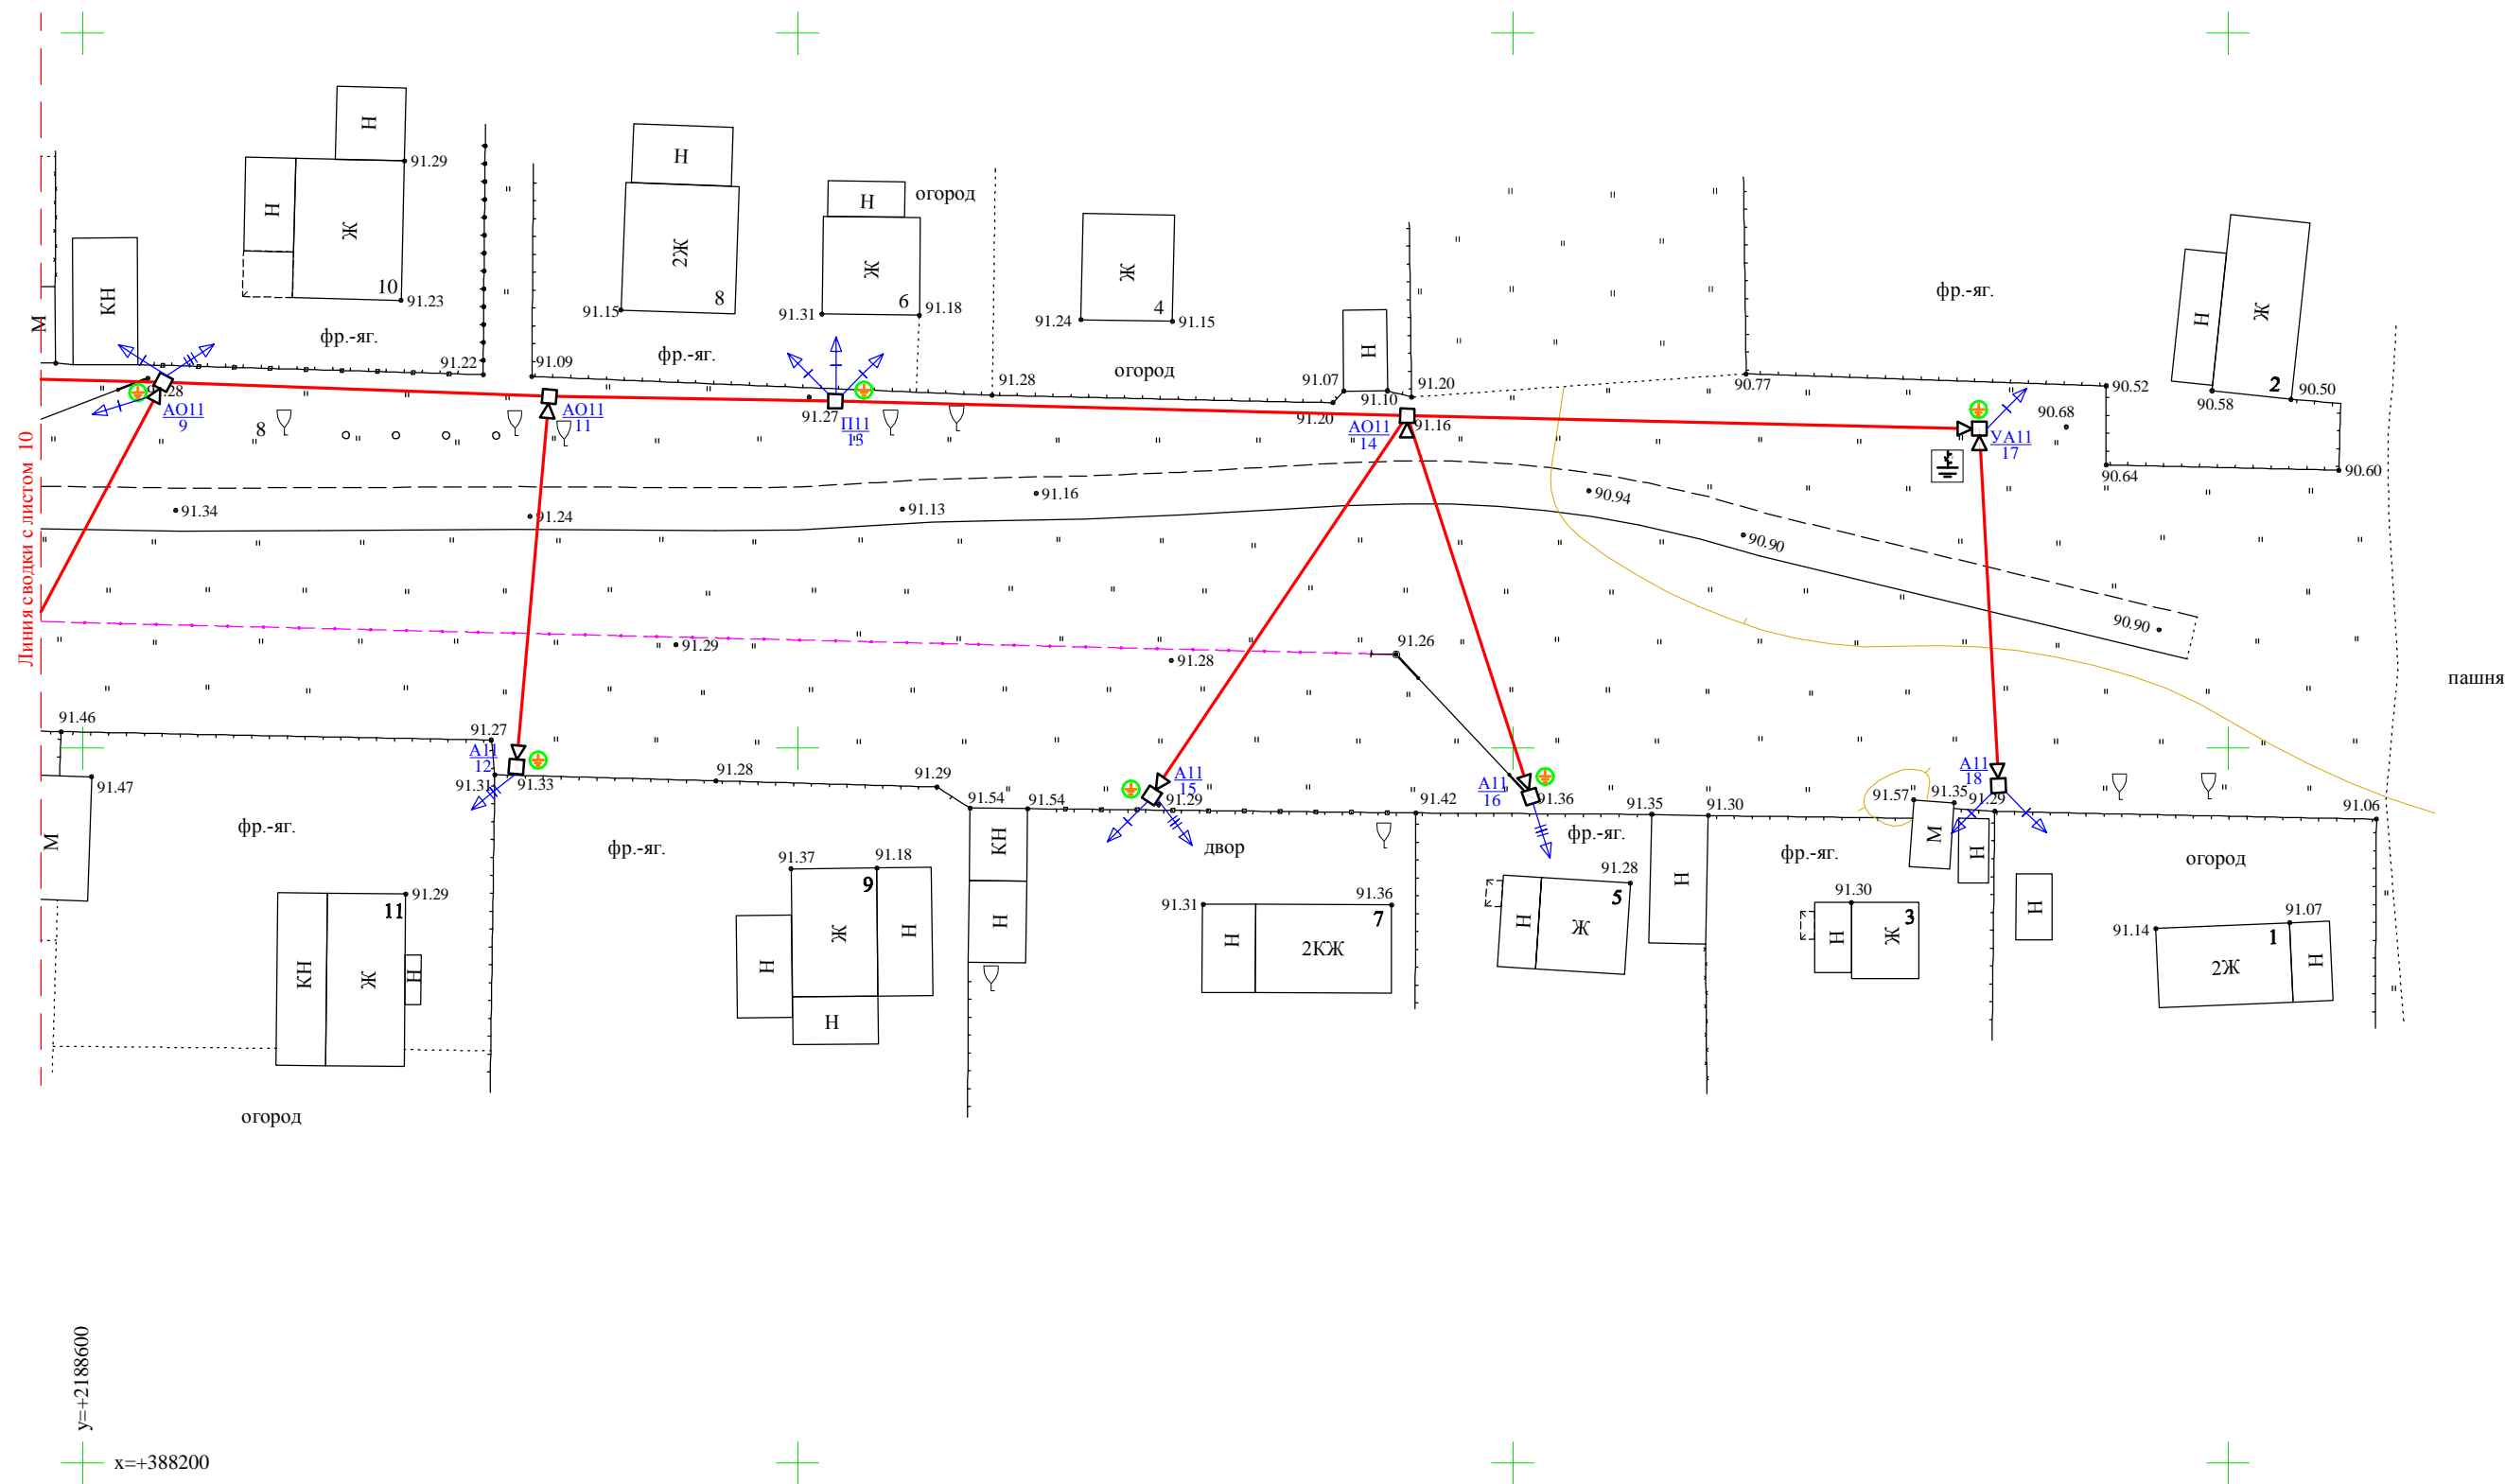 Н
91.29
Н
Н
Ж
10
91.23
КН
М
фр.-яг.
91.22
91.09
Н
2Ж
8
91.15
фр.-яг.
Н
огород
Ж
6
91.31
91.18
Ж
4
91.24
91.15
91.28
огород
Н
91.07
91.10
91.20
91.20
фр.-яг.
Н
Ж
2
90.77
90.52
90.58
90.50
90.68
90.64
90.60
АО11
9
8
АО11
11
91.27
П11
13
АО11
14
91.16
УА11
17
Линия сводки с листом 10
91.34
91.24
91.13
91.16
90.94
90.90
90.90
91.29
91.28
91.26
пашня
91.46
91.47
М
91.27
А11
12
91.31
91.33
91.28
91.29
91.54
91.54
А11
15
91.29
91.42
А11
16
91.36
91.35
91.30
91.57
91.35
А11
18
91.29
91.06
фр.-яг.
фр.-яг.
двор
фр.-яг.
фр.-яг.
огород
11
91.29
КН
Ж
Н
91.37
91.18
9
Ж
Н
Н
Н
КН
Н
91.31
91.36
7
Н
2КЖ
91.28
5
Н
Ж
Н
91.30
3
Н
Ж
М
Н
Н
91.14
91.07
1
2Ж
Н
огород
y=+2188600
x=+388200